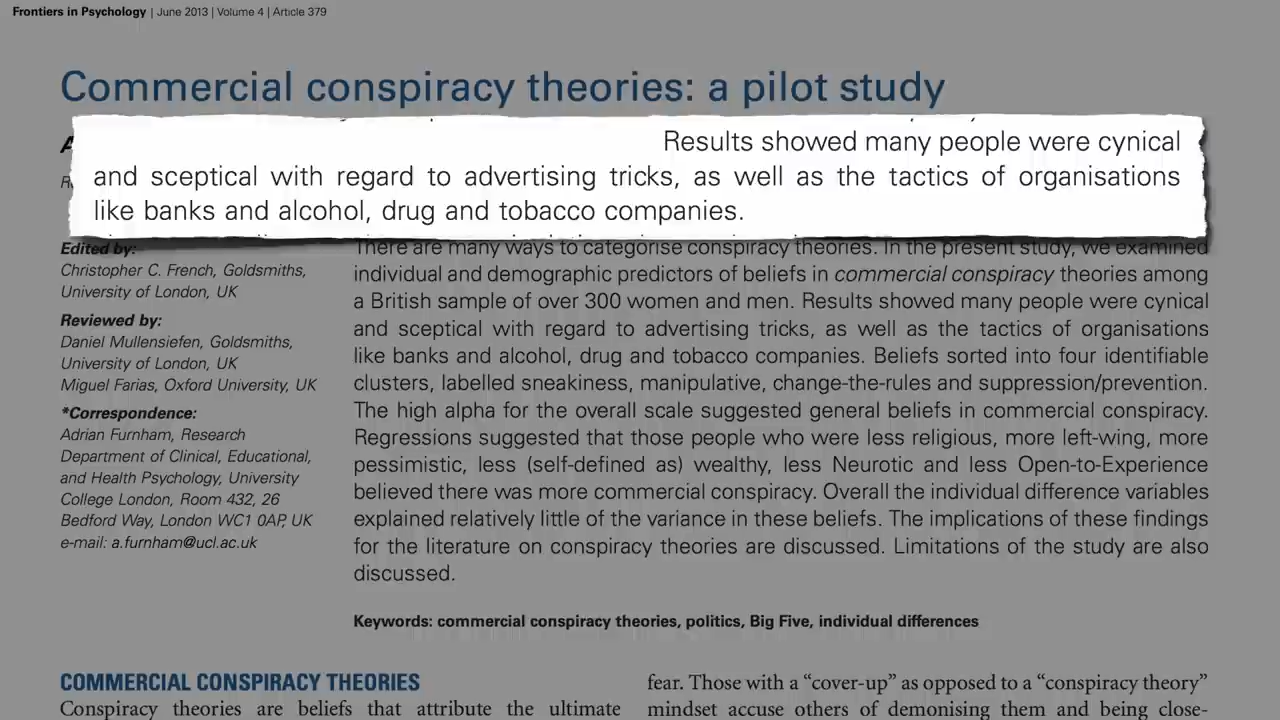 Frontiers in Psychology | June 2013 | Volume 4 | Article 379
Commercial conspiracy theories: a pilot study
Results showed many people were cynical
and sceptical with regard to advertising tricks, as well as the tactics of organisations
like banks and alcohol, drug and tobacco companies.
Edited by:
Christopher C. French, Goldsmiths,
University of London, UK
Reviewed by:
Daniel Mullensiefen, Goldsmiths,
University of London, UK
Miguel Farias, Oxford University, UK
*Correspondence:
Adrian Furnham, Research
Department of Clinical, Educational,
and Health Psychology, University
College London, Room 432, 26
Bedford Way, London WC1 0AP, UK
e-mail: a.furnham@ucl.ac.uk
There are many ways to categorise conspiracy theories. In the present study, we examined
individual and demographic predictors of beliefs in commercial conspiracy theories among
a British sample of over 300 women and men. Results showed many people were cynical
and sceptical with regard to advertising tricks, as well as the tactics of organisations
like banks and alcohol, drug and tobacco companies. Beliefs sorted into four identifiable
clusters, labelled sneakiness, manipulative, change-the-rules and suppression/prevention.
The high alpha for the overall scale suggested general beliefs in commercial conspiracy.
Regressions suggested that those people who were less religious, more left-wing, more
pessimistic, less (self-defined as) wealthy, less Neurotic and less Open-to-Experience
believed there was more commercial conspiracy. Overall the individual difference variables
explained relatively little of the variance in these beliefs. The implications of these findings
for the literature on conspiracy theories are discussed. Limitations of the study are also
discussed.
Keywords: commercial conspiracy theories, politics, Big Five, individual differences
COMMERCIAL CONSPIRACY THEORIES
Conspiracy theories are beliefs that attribute the ultimate
fear. Those with a “cover-up” as opposed to a “conspiracy theory”
mindset accuse others of demonising them and being close-